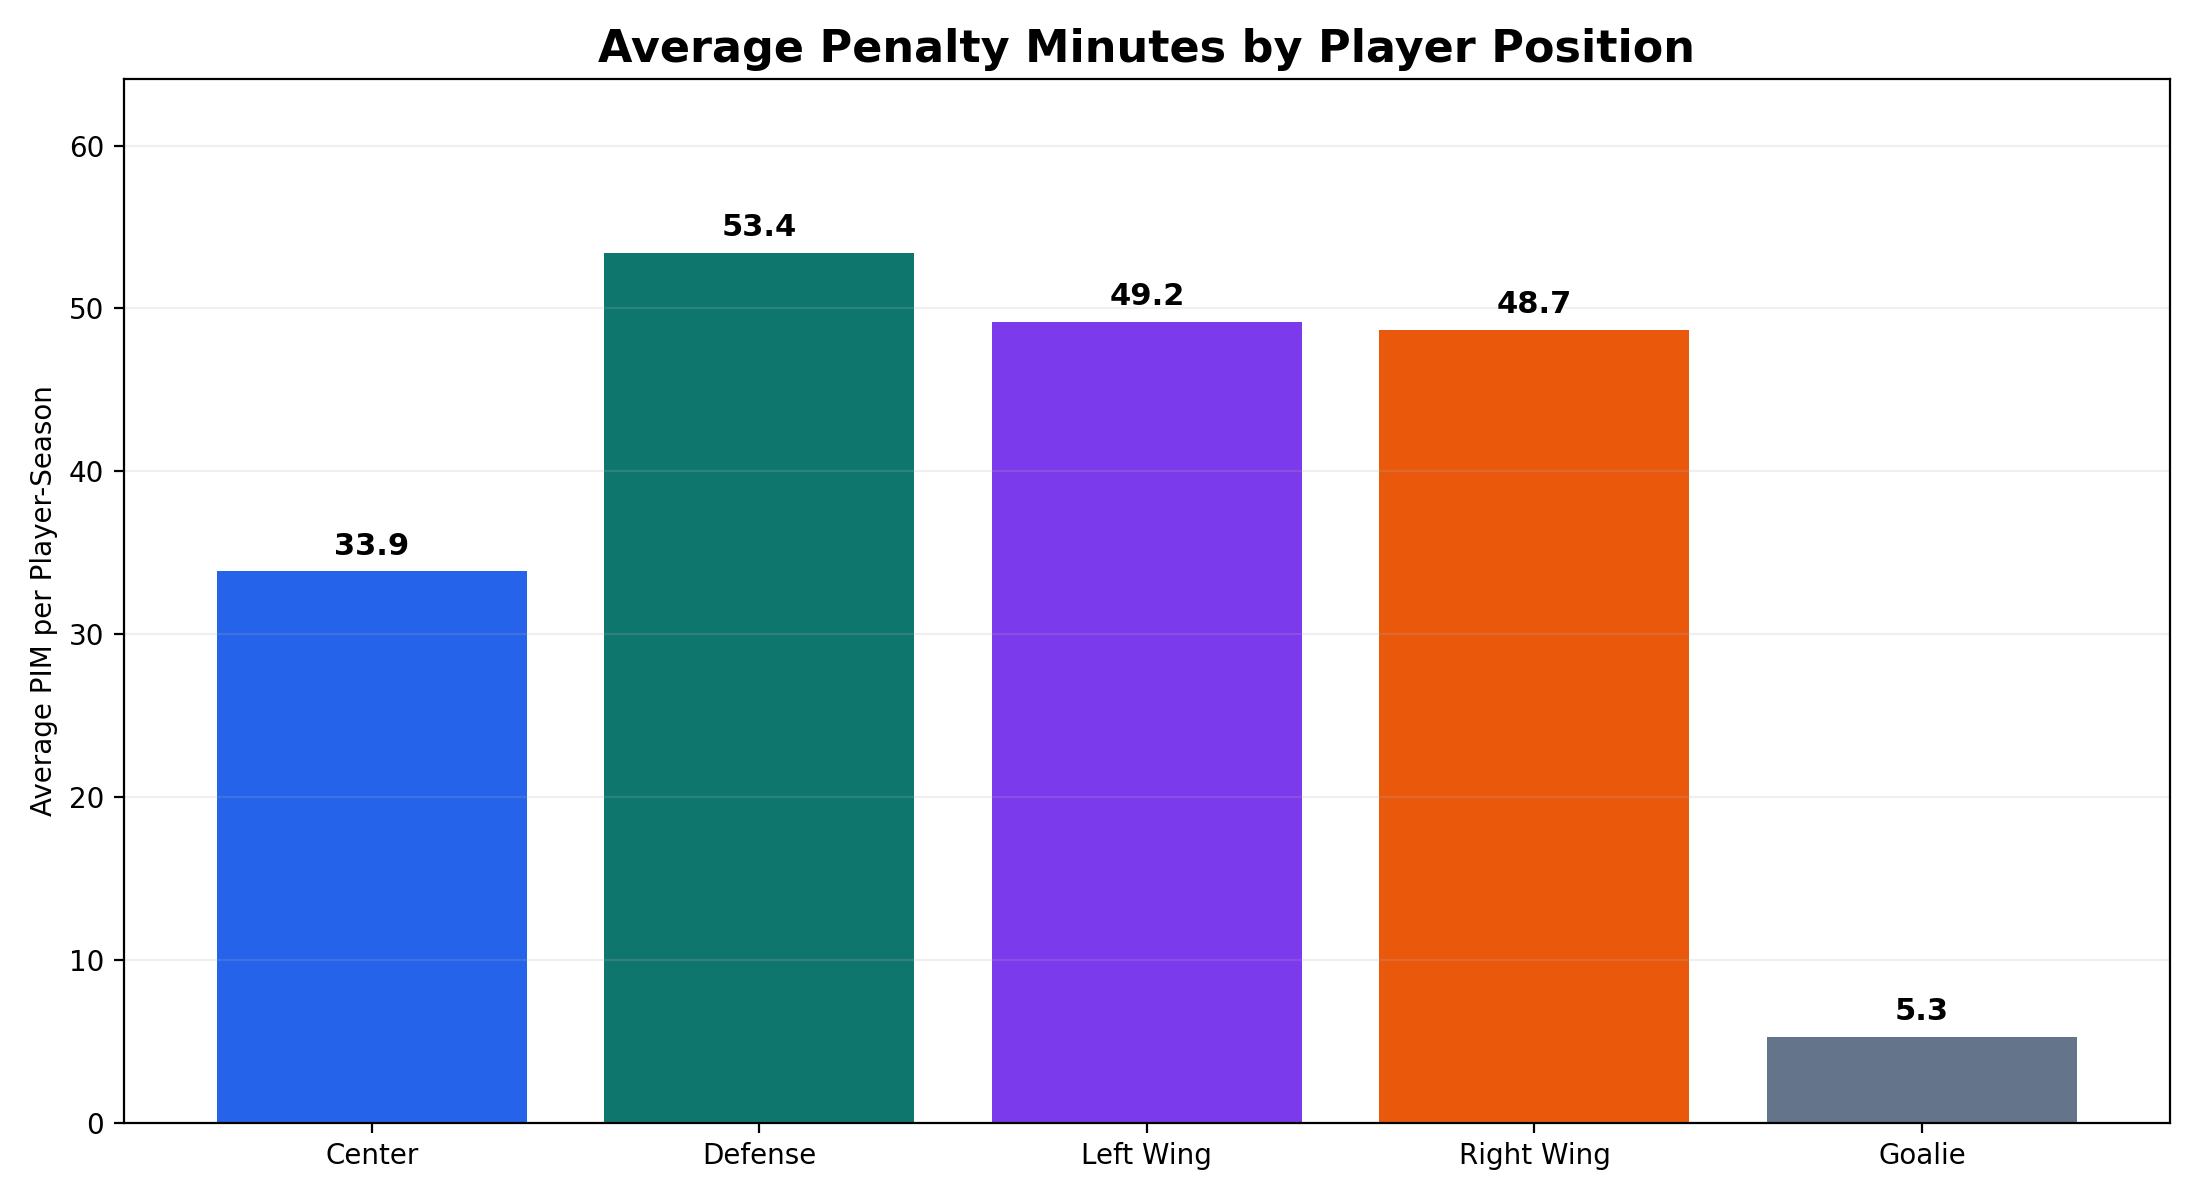 Average Penalty Minutes by Player Position
Average PIM per Player-Season
60
50
40
30
20
10
0
33.9
53.4
49.2
48.7
5.3
Center
Defense
Left Wing
Right Wing
Goalie